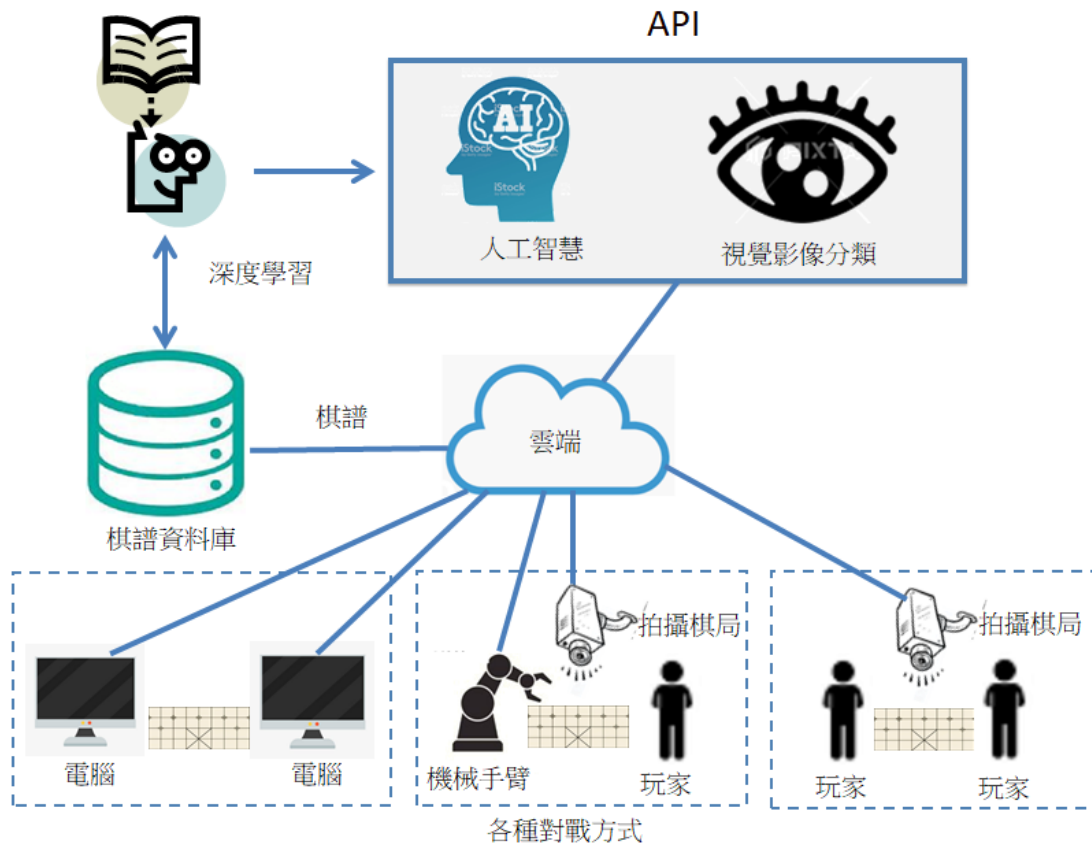 API
AI
iStock
iStock
人工智慧
視覺影像分類
深度學習
棋譜
雲端
棋譜資料庫
拍攝棋局
拍攝棋局
電腦
電腦
機械手臂
玩家
玩家
玩家
各種對戰方式